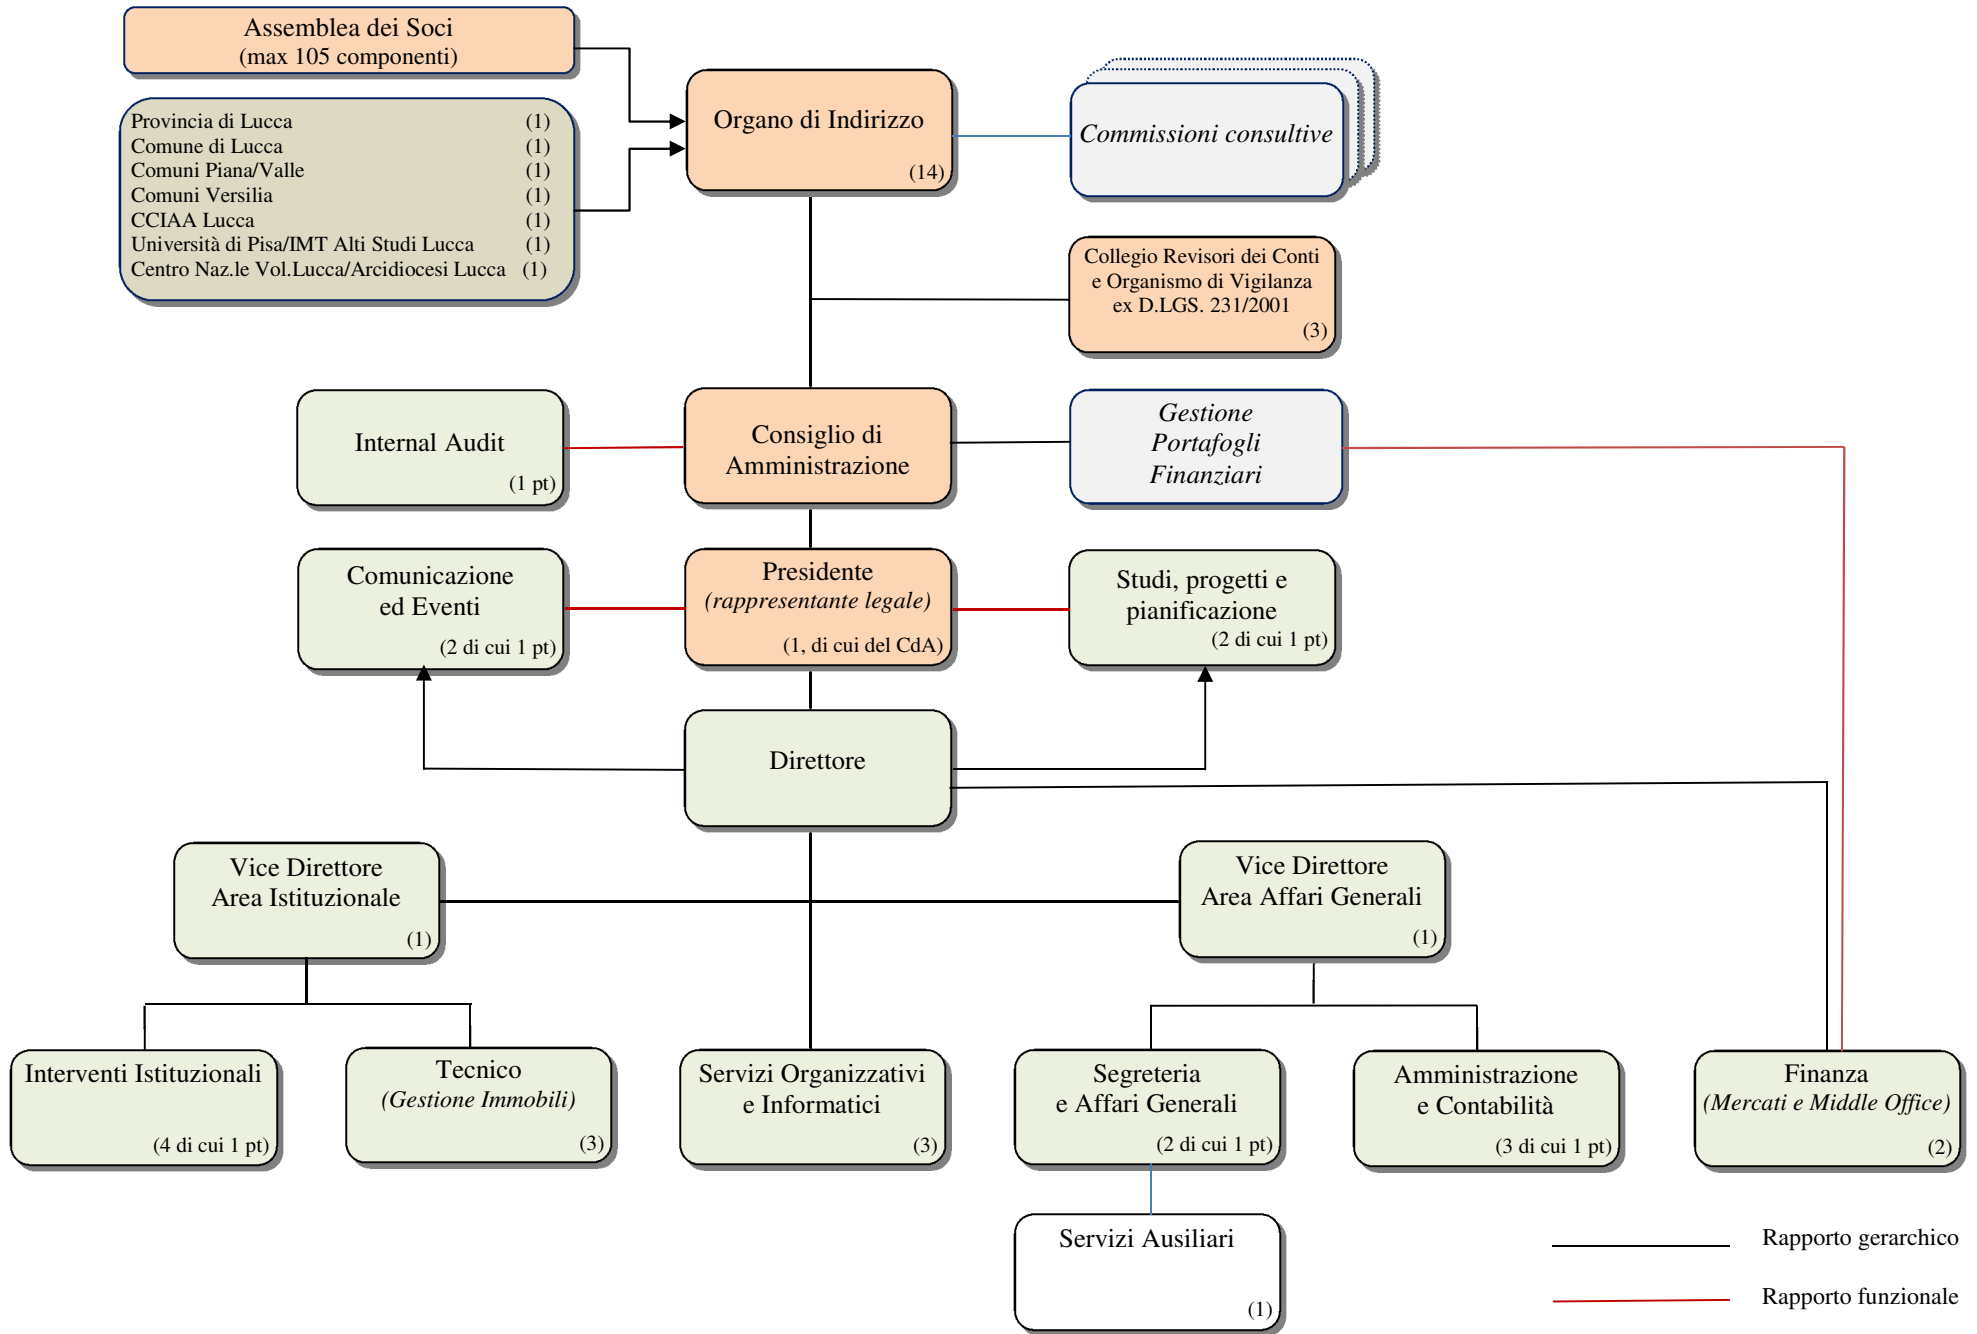 Assemblea dei Soci
(max 105 componenti)
Provincia di Lucca (1)
Comune di Lucca (1)
Comuni Piana/Valle (1)
Comuni Versilia (1)
CCIAA Lucca (1)
Università di Pisa/IMT Alti Studi Lucca (1)
Centro Naz.le Vol.Lucca/Arcidiocesi Lucca (1)
Organo di Indirizzo
(14)
Commissioni consultive
Collegio Revisori dei Conti
e Organismo di Vigilanza
ex D.LGS. 231/2001
(3)
Internal Audit
(1 pt)
Consiglio di
Amministrazione
Gestione
Portafogli
Finanziari
Comunicazione
ed Eventi
(2 di cui 1 pt)
Presidente
(rappresentante legale)
(1, di cui del CdA)
Studi, progetti e
pianificazione
(2 di cui 1 pt)
Direttore
Vice Direttore
Area Istituzionale
(1)
Vice Direttore
Area Affari Generali
(1)
Interventi Istituzionali
(4 di cui 1 pt)
Tecnico
(Gestione Immobili)
(3)
Servizi Organizzativi
e Informatici
(3)
Segreteria
e Affari Generali
(2 di cui 1 pt)
Amministrazione
e Contabilità
(3 di cui 1 pt)
Finanza
(Mercati e Middle Office)
(2)
Servizi Ausiliari
(1)
Rapporto gerarchico
Rapporto funzionale